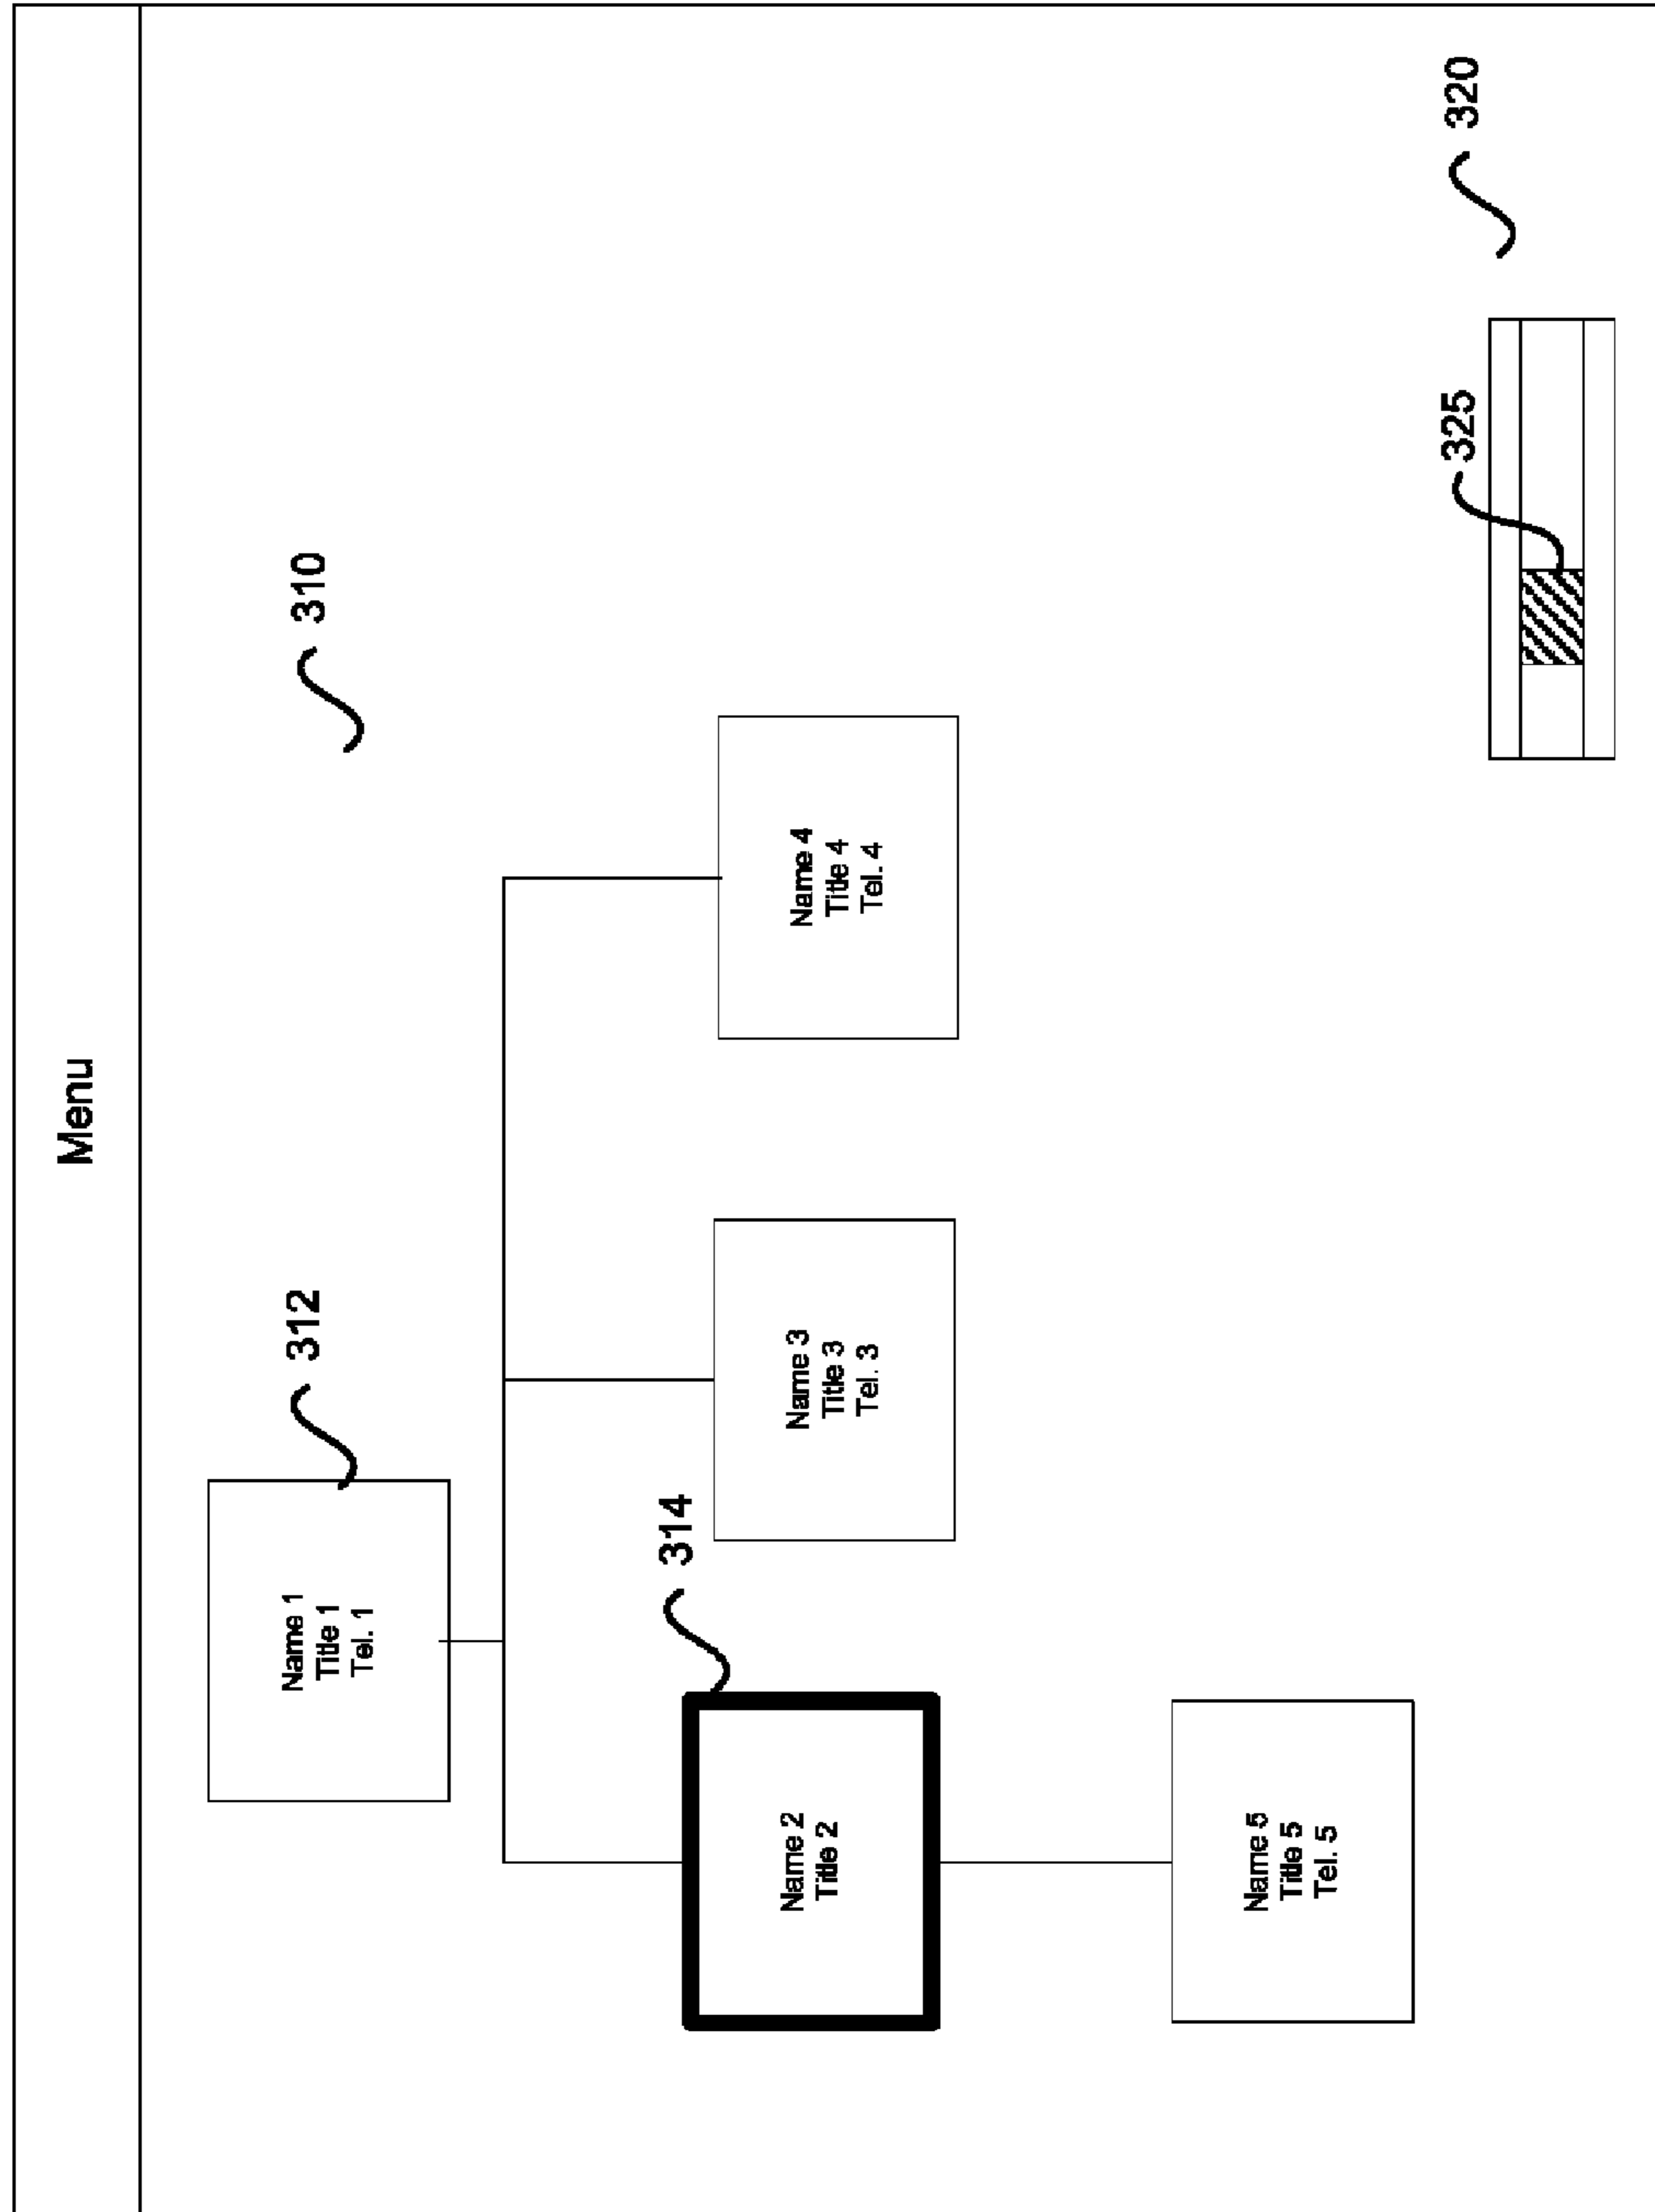 Menu
310
312
Name 1
Title 1
Tel. 1
314
Name 2
Title 2
Name 3
Title 3
Tel. 3
Name 4
Title 4
Tel. 4
Name 5
Title 5
Tel. 5
325
320